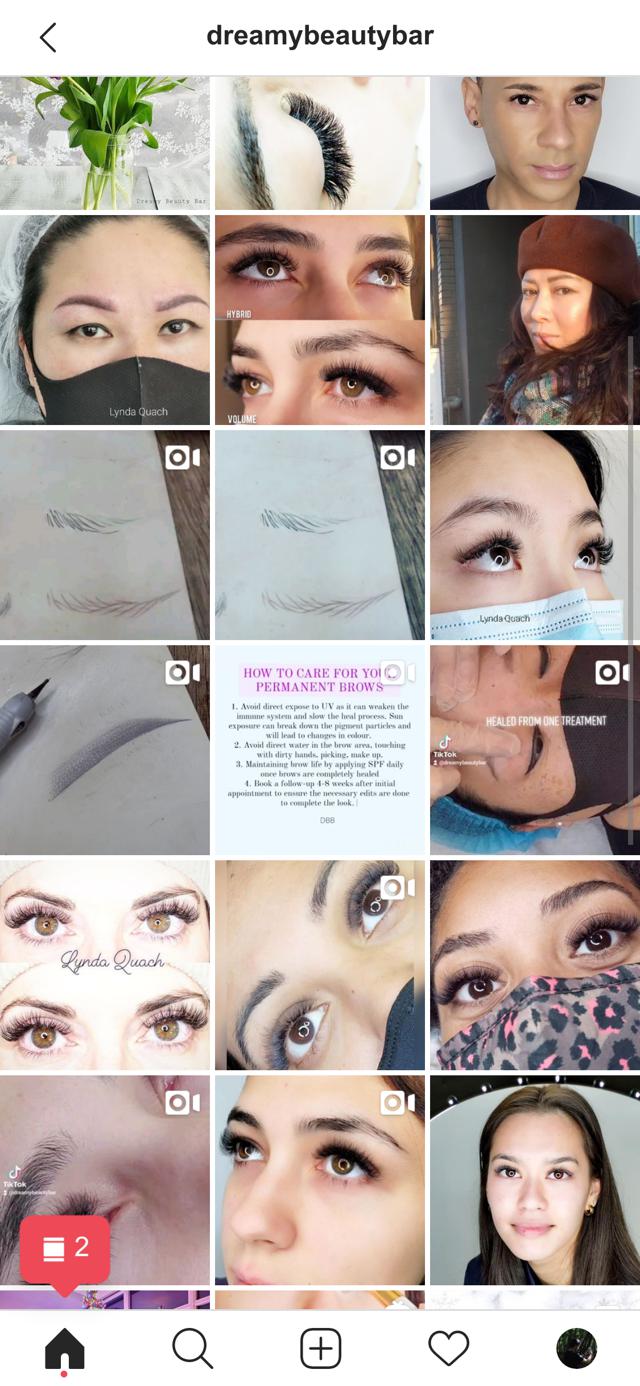 dreamybeautybar
Dreamy Beauty Bar
Lynda Quach
HYBRID
VOLUME
Lynda Quach
HOW TO CARE FOR
PERMANENT BROWS
1. Avoid direct expose to UV as it can weaken the
immune system and slow the heal process. Sun
exposure can break down the pigment particles and
will lead to changes in colour.
2. Avoid direct water in the brow area, touching
with dirty hands, picking, make up.
3. Maintaining brow life by applying SPF daily
once brows are completely healed
4. Book a follow-up 4-8 weeks after initial
appointment to ensure the necessary edits are done
to complete the look.
DBB
HEALED FROM ONE TREATMENT
TikTok
@dreamybeautybar
Lynda Quach
TikTok
@dreamybeautybar
2